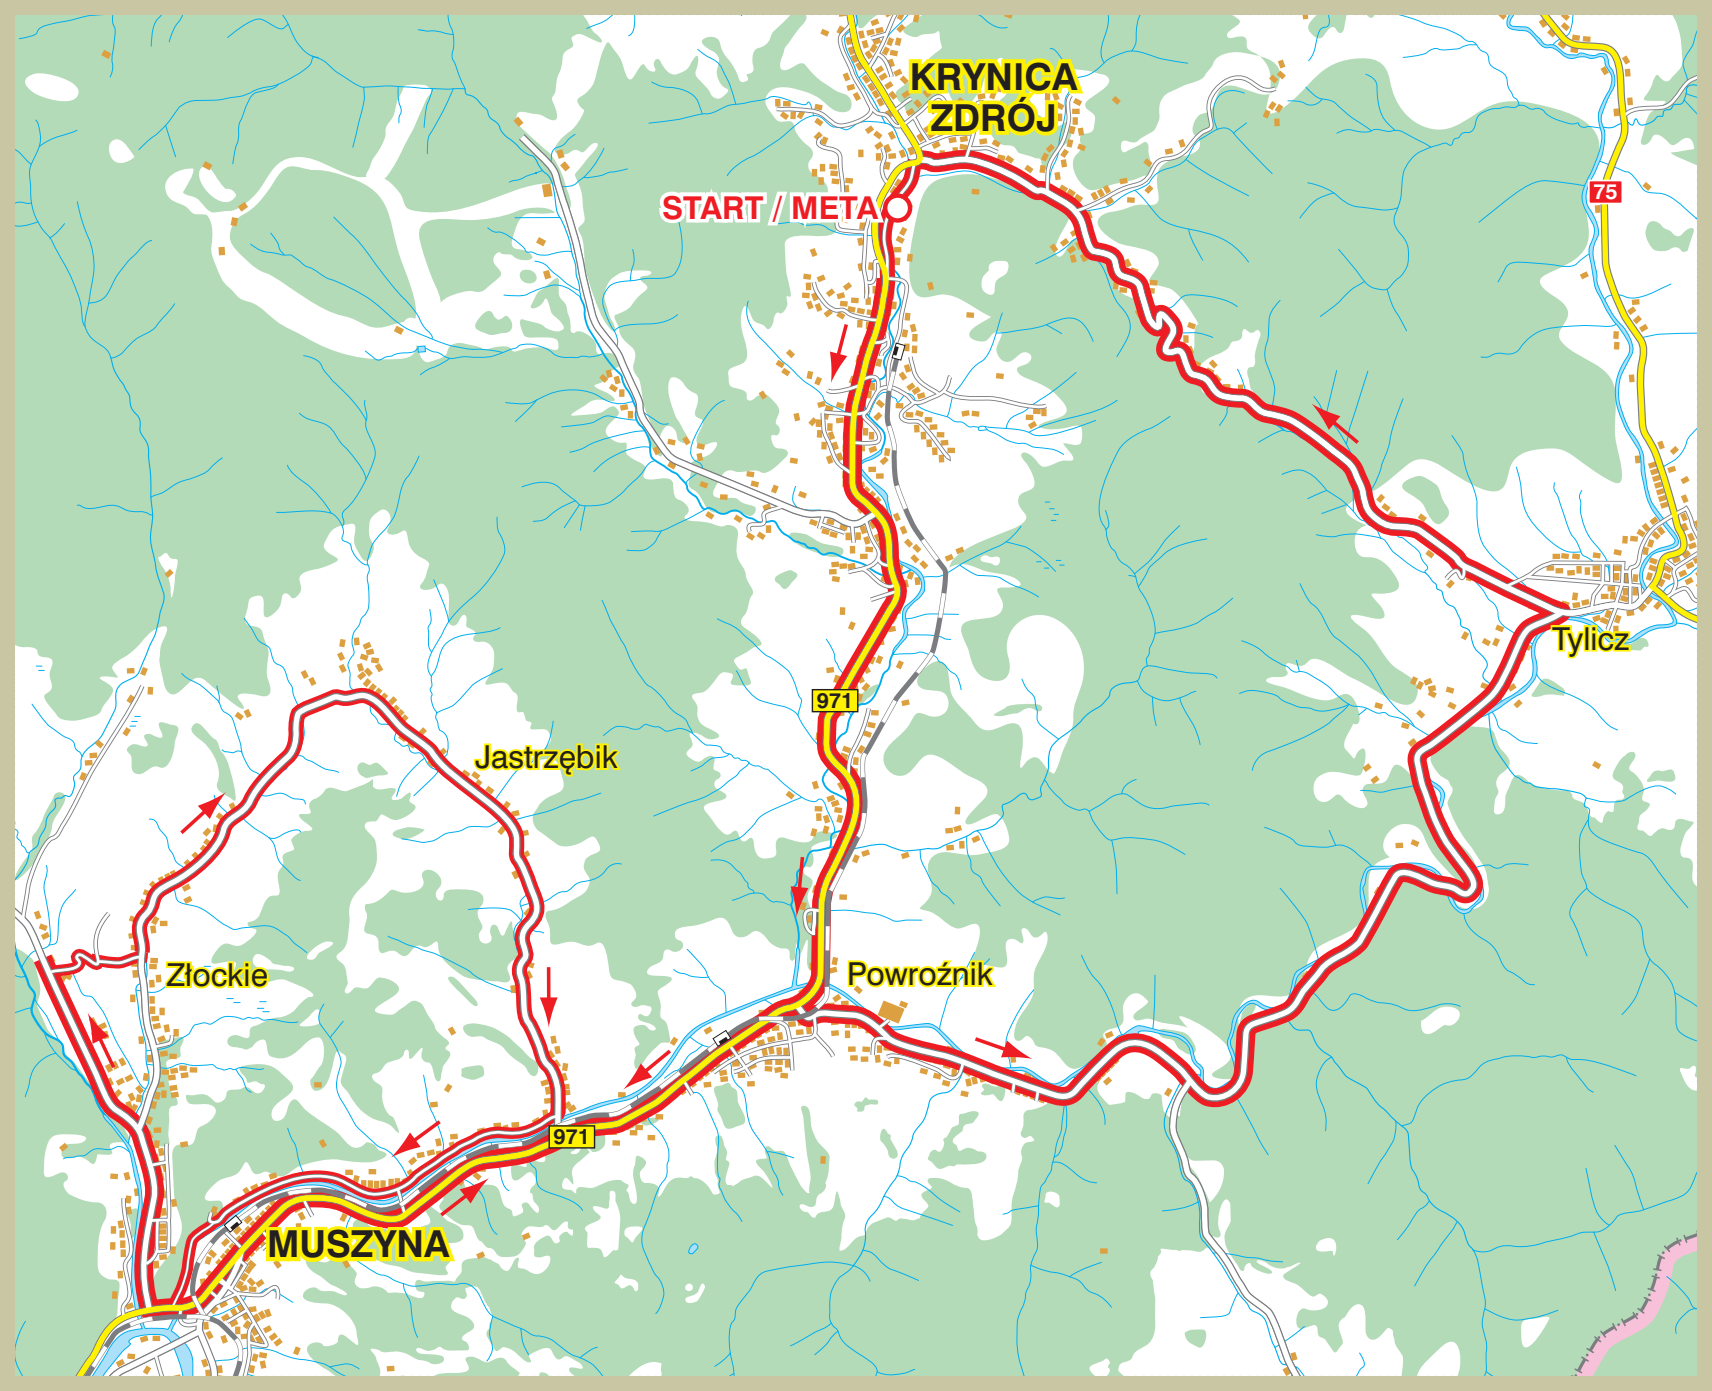 KRYNICA
ZDRÓJ
75
START / META
Tylicz
971
Jastrzębik
Złockie
Powroźnik
971
MUSZYNA